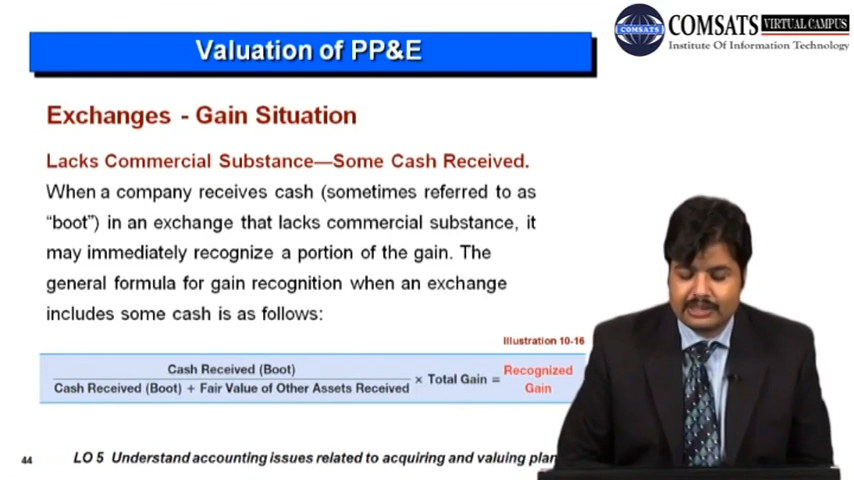 Valuation of PP&E
COMSATS
COMSATS VIRTUAL CAMPUS
Institute Of Information Technology
Exchanges - Gain Situation
Lacks Commercial Substance—Some Cash Received.
When a company receives cash (sometimes referred to as
“boot”) in an exchange that lacks commercial substance, it
may immediately recognize a portion of the gain. The
general formula for gain recognition when an exchange
includes some cash is as follows:
Illustration 10-16
Cash Received (Boot)
Cash Received (Boot) + Fair Value of Other Assets Received
× Total Gain =
Recognized
Gain
44
LO 5 Understand accounting issues related to acquiring and valuing